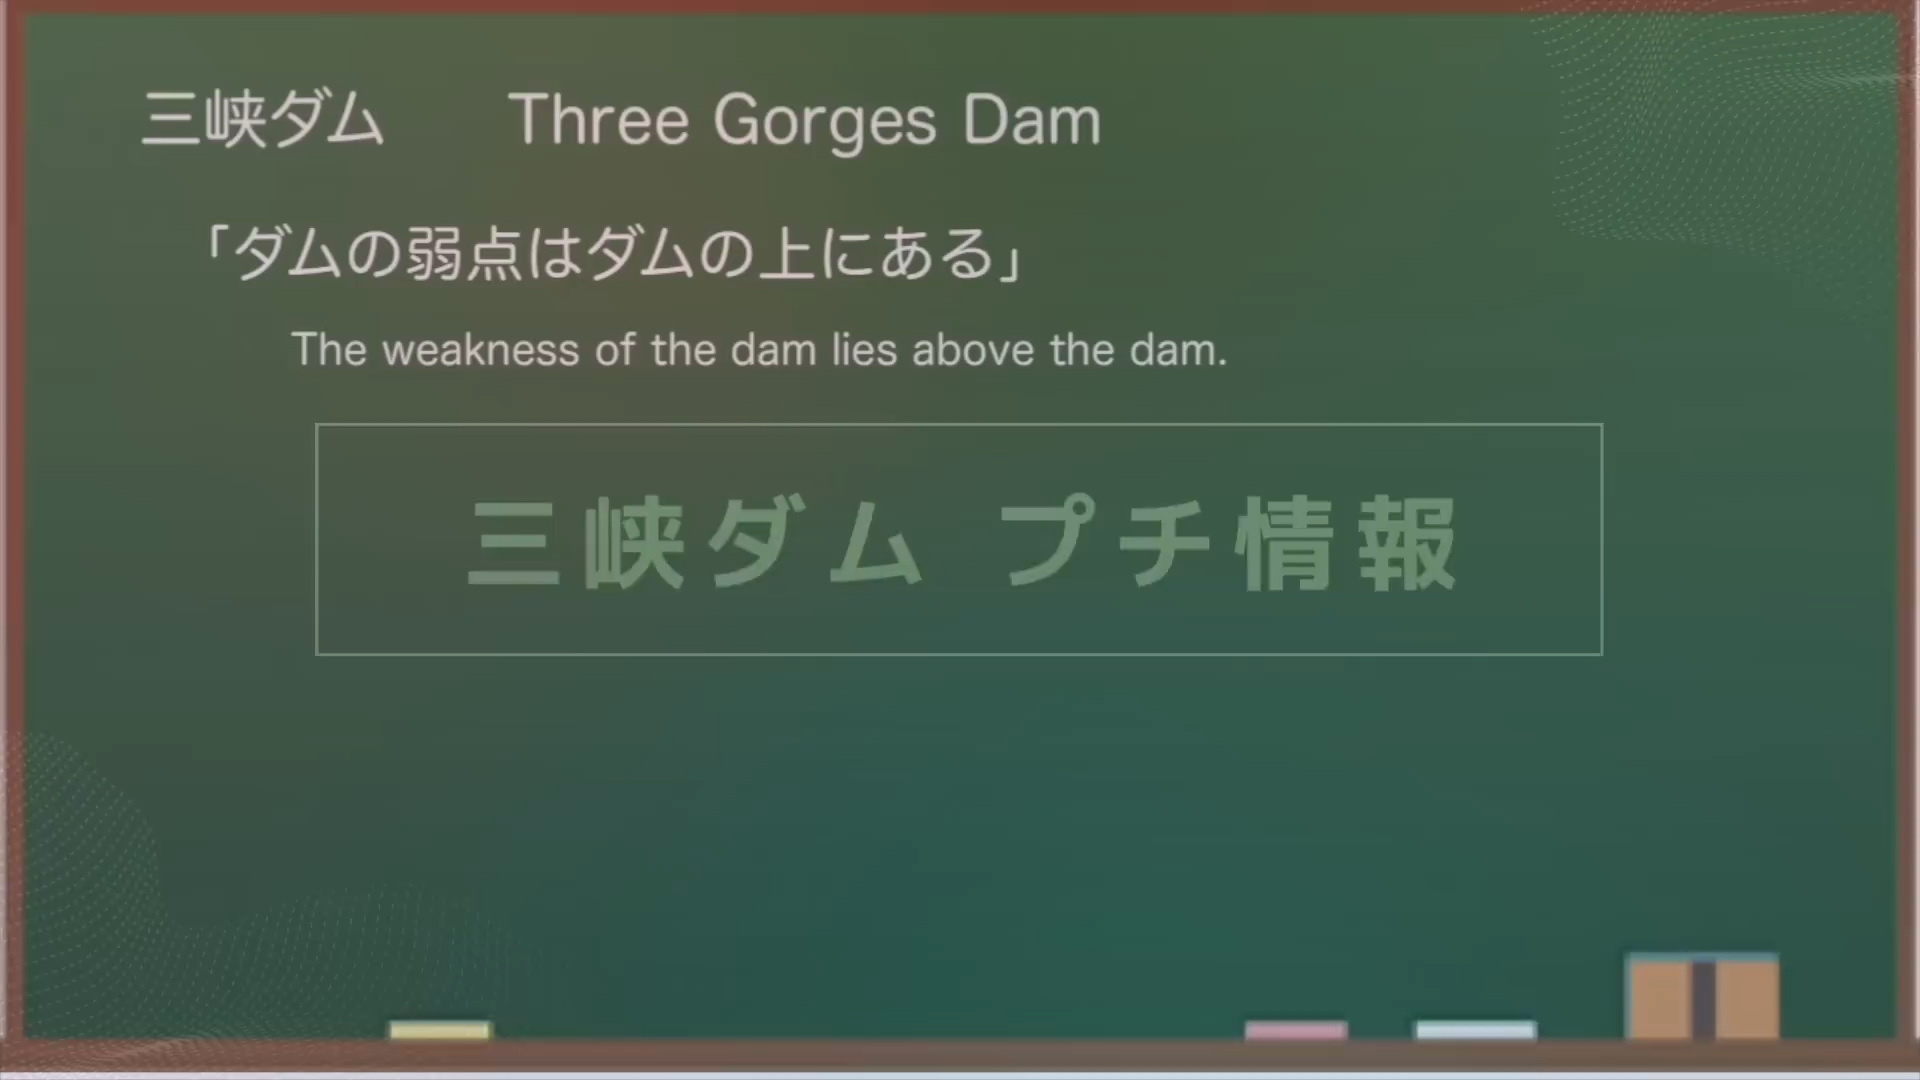 三峡ダム　Three Gorges Dam
「ダムの弱点はダムの上にある」
The weakness of the dam lies above the dam.
三峡ダム プチ情報